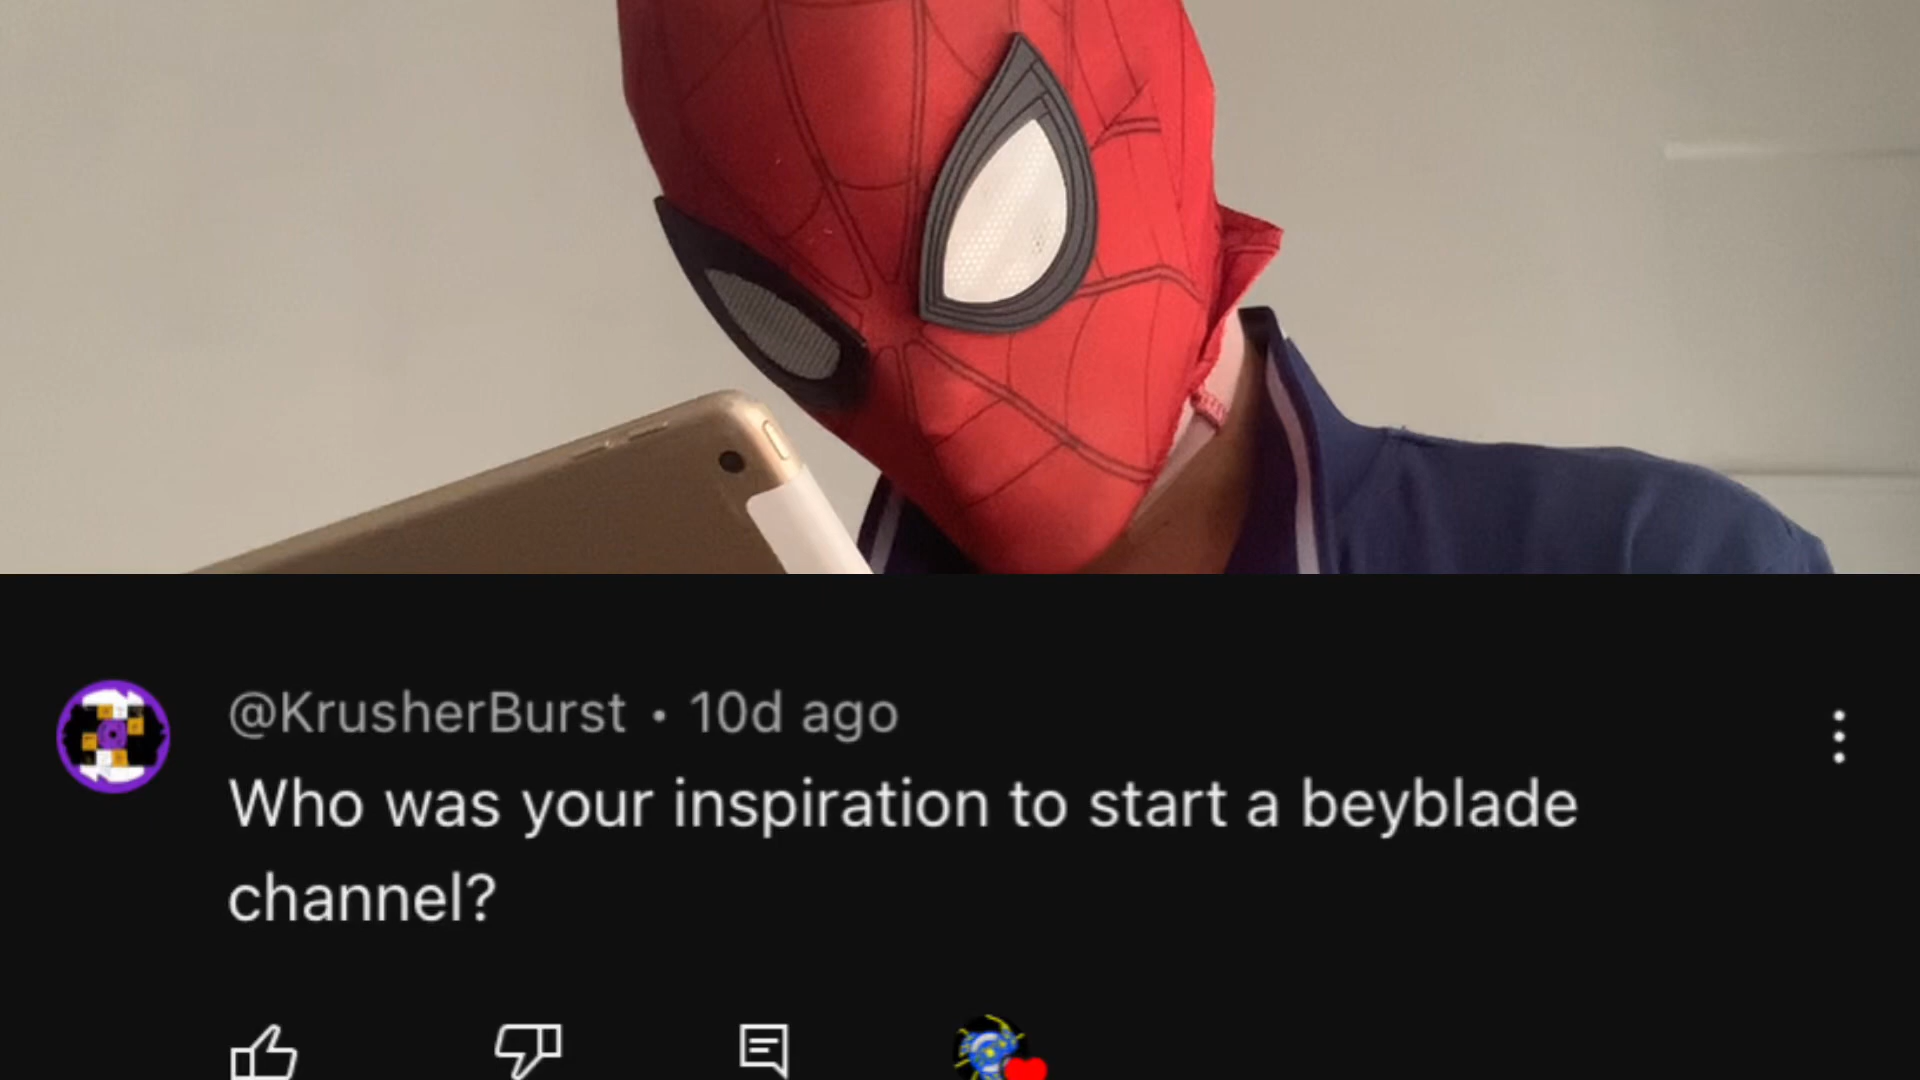 @KrusherBurst • 10d ago
Who was your inspiration to start a beyblade
channel?